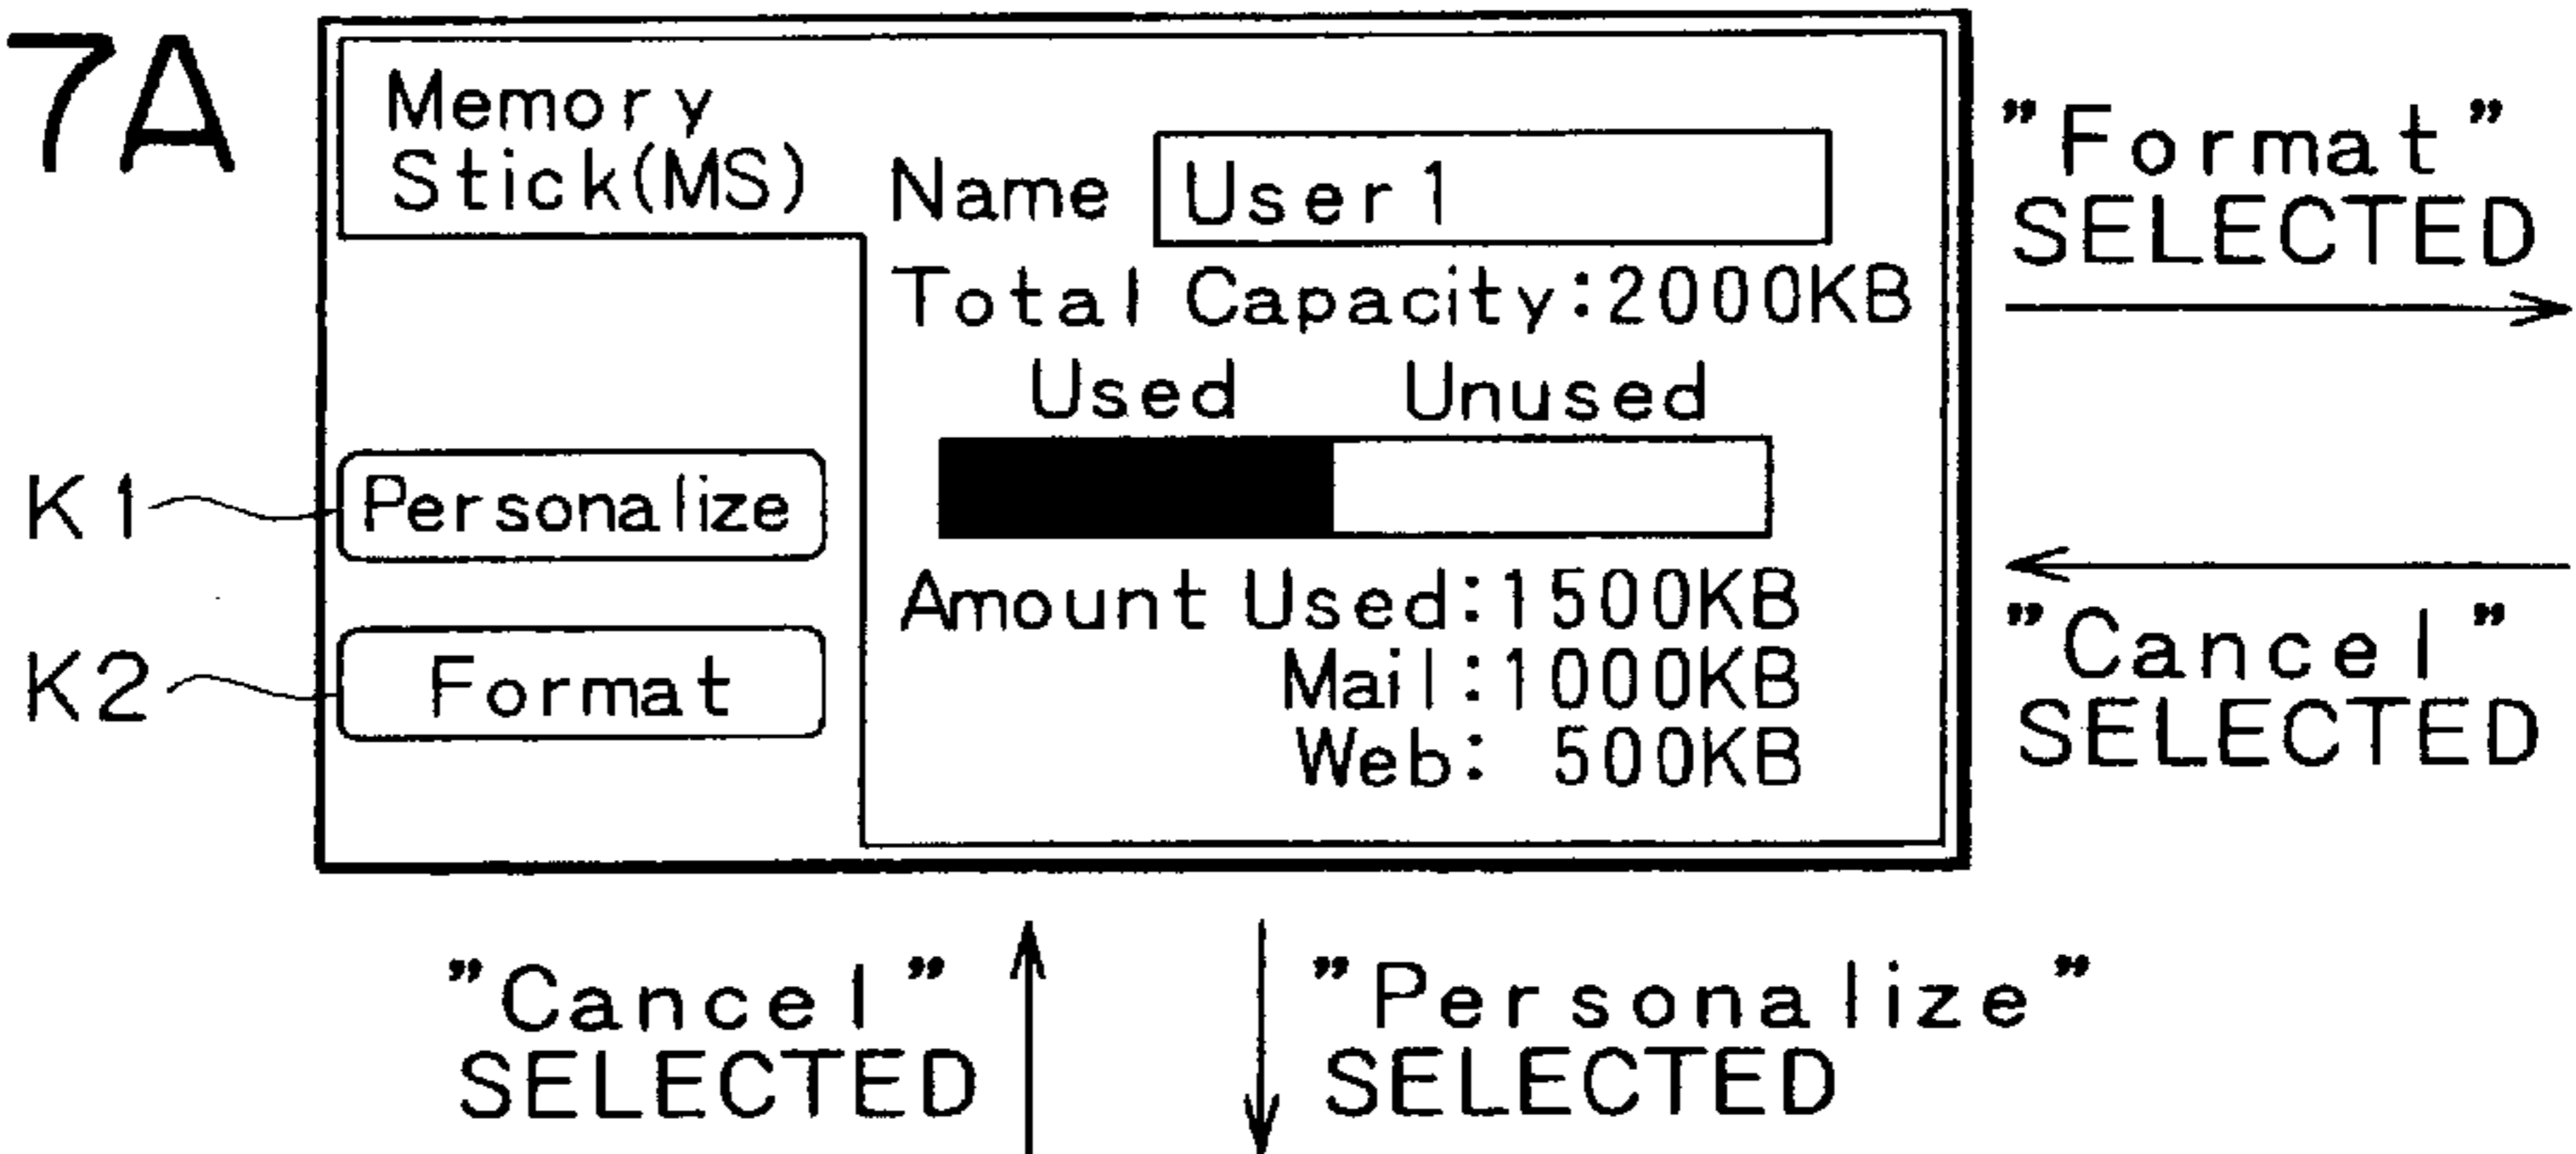 7A
Memory
Stick(MS)
Name User1
Total Capacity:2000KB
Used Unused
K1 Personalize
K2 Format
Amount Used:1500KB
Mail:1000KB
Web: 500KB
"Format"
SELECTED
"Cancel"
SELECTED
"Cancel"
SELECTED
"Personalize"
SELECTED